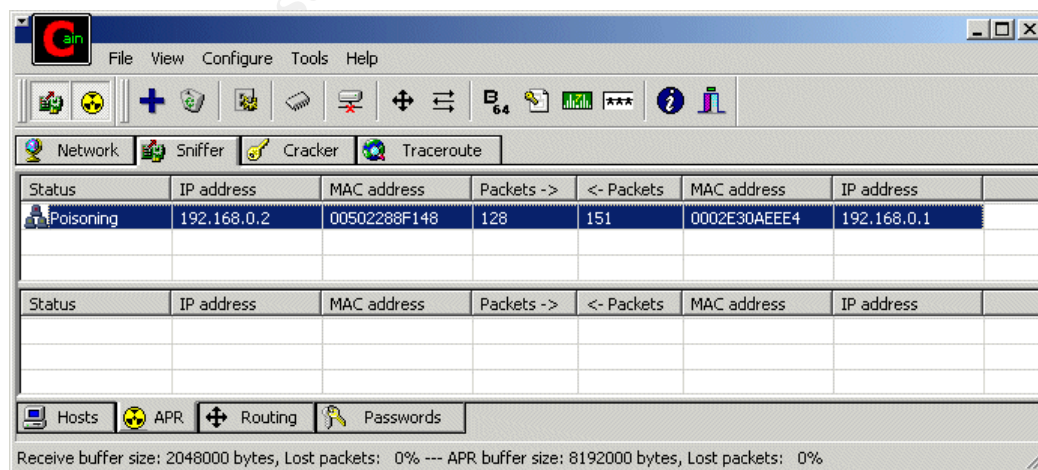 Cain
File View Configure Tools Help
B64 ***
Network Sniffer Cracker Traceroute
Status IP address MAC address Packets -> <- Packets MAC address IP address
Poisoning 192.168.0.2 00502288F148 128 151 0002E30AEEE4 192.168.0.1
Status IP address MAC address Packets -> <- Packets MAC address IP address
Hosts APR Routing Passwords
Receive buffer size: 2048000 bytes, Lost packets: 0% --- APR buffer size: 8192000 bytes, Lost packets: 0%